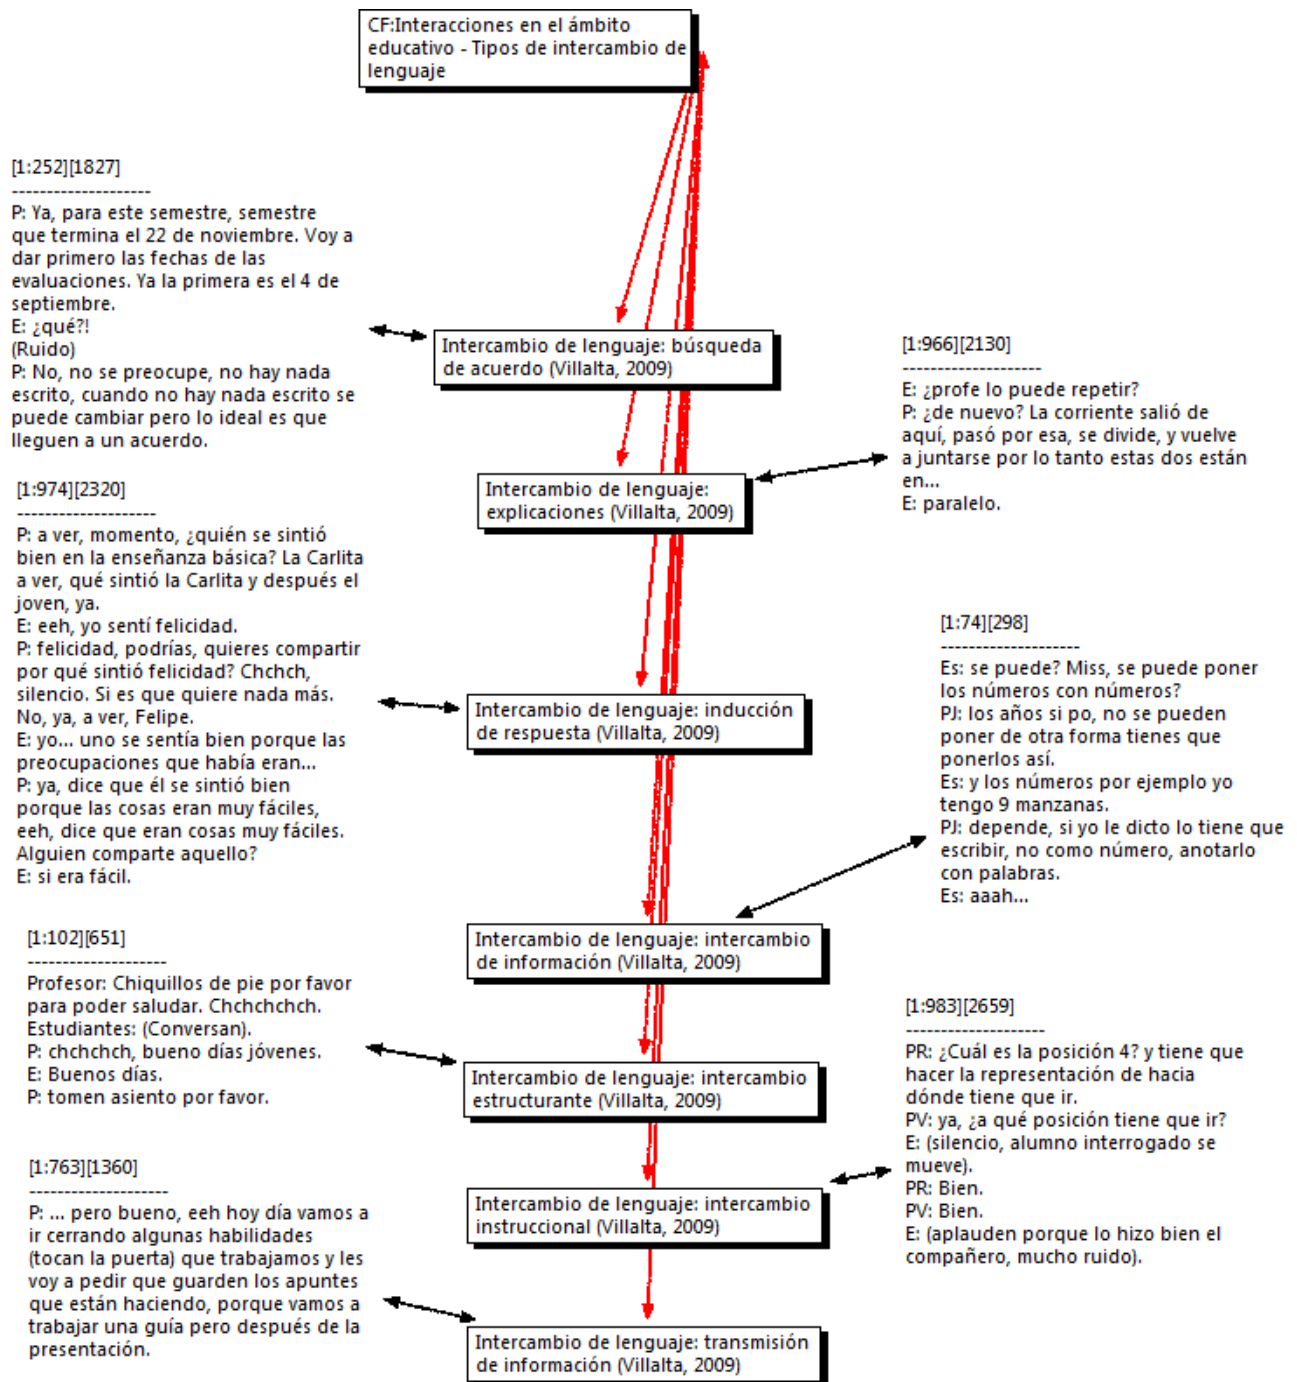 CF:Interacciones en el ámbito
educativo - Tipos de intercambio de
lenguaje
[1:252][1827]
--------------------
P: Ya, para este semestre, semestre
que termina el 22 de noviembre. Voy a
dar primero las fechas de las
evaluaciones. Ya la primera es el 4 de
septiembre.
E: ¿qué?!
(Ruido)
P: No, no se preocupe, no hay nada
escrito, cuando no hay nada escrito se
puede cambiar pero lo ideal es que
lleguen a un acuerdo.
Intercambio de lenguaje: búsqueda
de acuerdo (Villalta, 2009)
[1:966][2130]
--------------------
E: ¿profe lo puede repetir?
P: ¿de nuevo? La corriente salió de
aquí, pasó por esa, se divide, y vuelve
a juntarse por lo tanto estas dos están
en...
E: paralelo.
Intercambio de lenguaje:
explicaciones (Villalta, 2009)
[1:974][2320]
--------------------
P: a ver, momento, ¿quién se sintió
bien en la enseñanza básica? La Carlita
a ver, qué sintió la Carlita y después el
joven, ya.
E: eeh, yo sentí felicidad.
P: felicidad, podrías, quieres compartir
por qué sintió felicidad? Chchch,
silencio. Si es que quiere nada más.
No, ya, a ver, Felipe.
E: yo... uno se sentía bien porque las
preocupaciones que había eran...
P: ya, dice que él se sintió bien
porque las cosas eran muy fáciles,
eeh, dice que eran cosas muy fáciles.
Alguien comparte aquello?
E: si era fácil.
Intercambio de lenguaje: inducción
de respuesta (Villalta, 2009)
[1:74][298]
--------------------
Es: se puede? Miss, se puede poner
los números con números?
PJ: los años si po, no se pueden
poner de otra forma tienes que
ponerlos así.
Es: y los números por ejemplo yo
tengo 9 manzanas.
PJ: depende, si yo le dicto lo tiene que
escribir, no como número, anotarlo
con palabras.
Es: aaah...
Intercambio de lenguaje: intercambio
de información (Villalta, 2009)
[1:102][651]
--------------------
Profesor: Chiquillos de pie por favor
para poder saludar. Chchchchch.
Estudiantes: (Conversan).
P: chchchch, bueno días jóvenes.
E: Buenos días.
P: tomen asiento por favor.
Intercambio de lenguaje: intercambio
estructurante (Villalta, 2009)
[1:983][2659]
--------------------
PR: ¿Cuál es la posición 4? y tiene que
hacer la representación de hacia
dónde tiene que ir.
PV: ya, ¿a qué posición tiene que ir?
E: (silencio, alumno interrogado se
mueve).
PR: Bien.
PV: Bien.
E: (aplauden porque lo hizo bien el
compañero, mucho ruido).
Intercambio de lenguaje: intercambio
instruccional (Villalta, 2009)
[1:763][1360]
--------------------
P: ... pero bueno, eeh hoy día vamos a
ir cerrando algunas habilidades
(tocan la puerta) que trabajamos y les
voy a pedir que guarden los apuntes
que están haciendo, porque vamos a
trabajar una guía pero después de la
presentación.
Intercambio de lenguaje: transmisión
de información (Villalta, 2009)